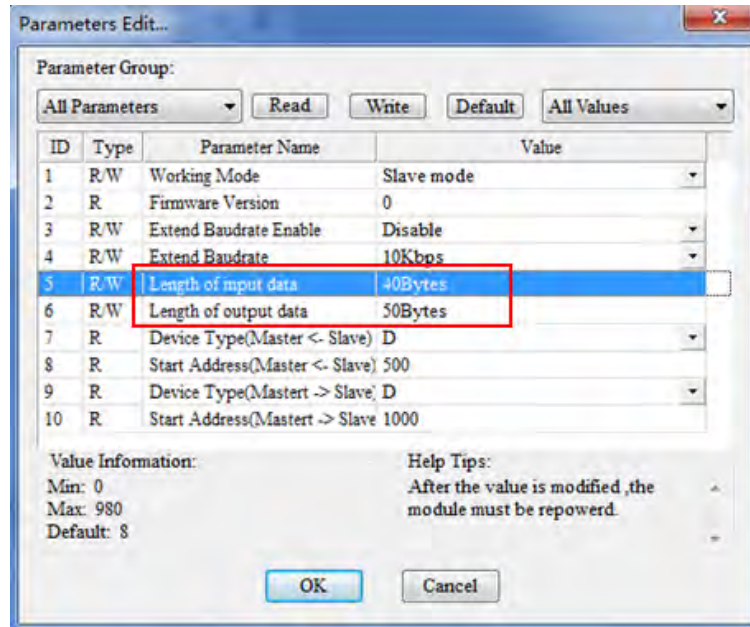 Parameters Edit...
Parameter Group:
All Parameters Read Write Default All Values
ID Type Parameter Name Value
1 R/W Working Mode Slave mode
2 R Firmware Version 0
3 R/W Extend Baudrate Enable Disable
4 R/W Extend Baudrate 10Kbps
5 R/W Length of input data 40Bytes
6 R/W Length of output data 50Bytes
7 R Device Type(Master <- Slave) D
8 R Start Address(Master <- Slave) 500
9 R Device Type(Mastert -> Slave) D
10 R Start Address(Mastert -> Slave 1000
Value Information:
Min: 0
Max: 980
Default: 8
Help Tips:
After the value is modified ,the
module must be repowerd.
OK Cancel